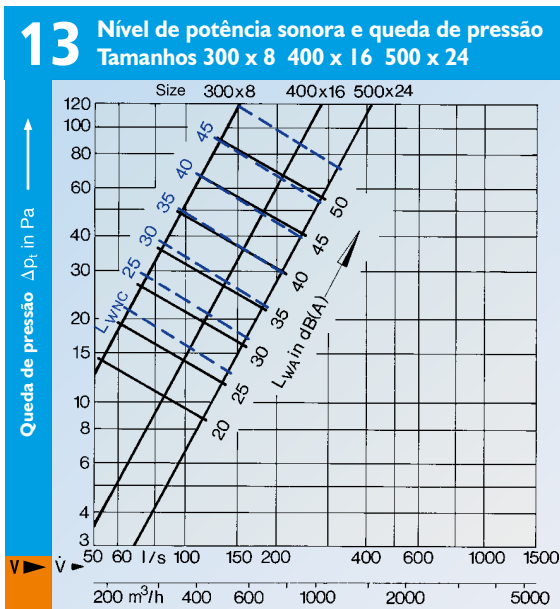 13 Nível de potência sonora e queda de pressão
Tamanhos 300 x 8 400 x 16 500 x 24
Size 300x8 400x16 500x24
Queda de pressão Δpt in Pa
120
100
80
60
40
30
20
15
10
8
6
4
3
45
40
35
30
25
LWNC
50
45
40
35
30
25
20
LWA in dB(A)
V V̇
50 60 l/s 100 150 200 400 600 1000 1500
200 m³/h 400 600 1000 2000 5000